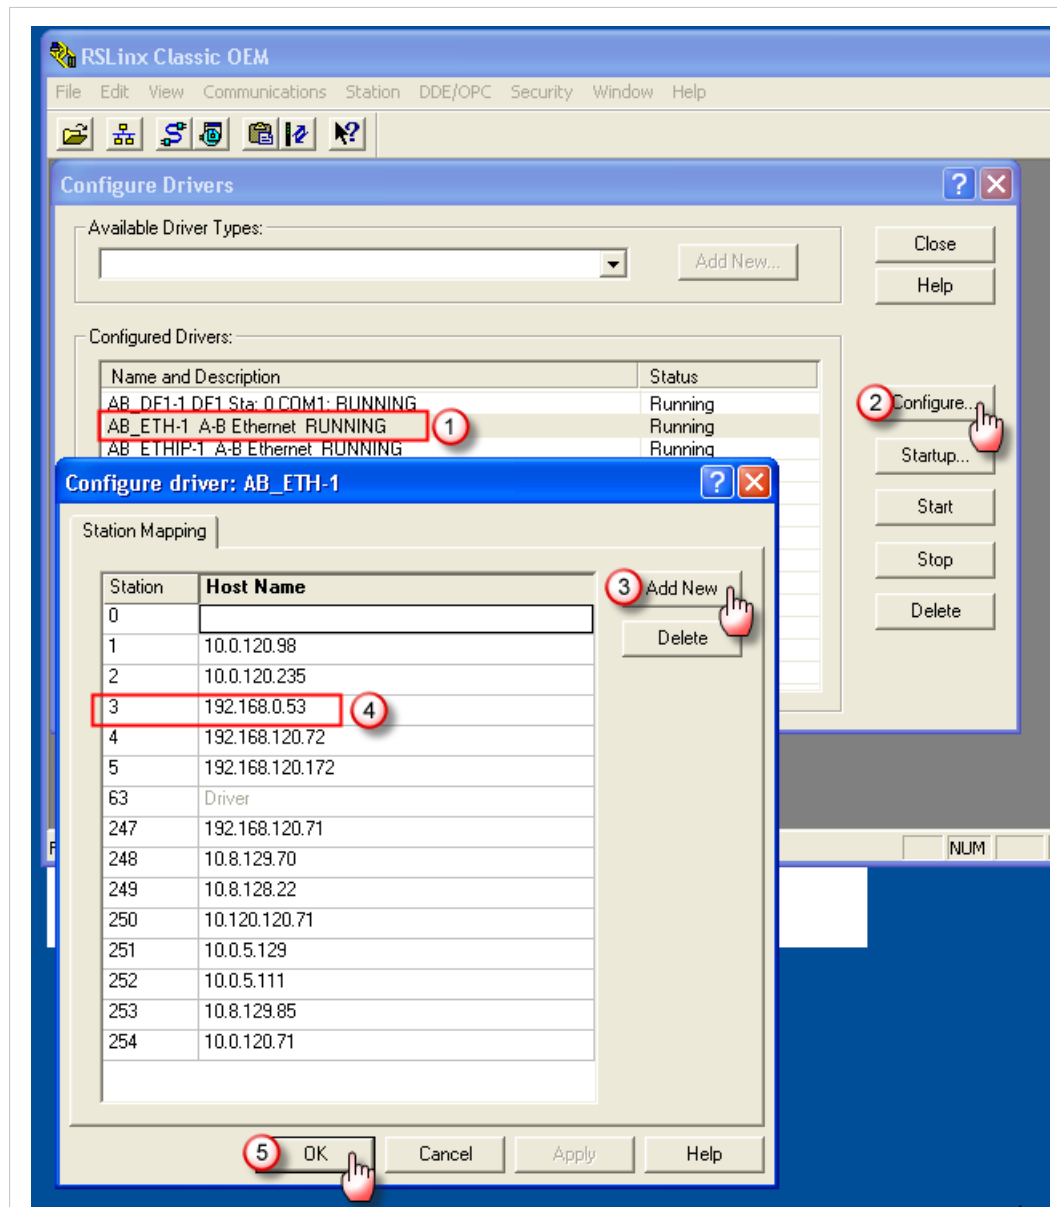 RSLinx Classic OEM
File Edit View Communications Station DDE/OPC Security Window Help
Configure Drivers
Available Driver Types:
Close
Add New...
Help
Configured Drivers:
Name and Description Status
AB_DF1-1 DF1 Sta: 0 COM1: RUNNING Running
2 Configure...
AB_ETH-1 A-B Ethernet RUNNING 1 Running
AB_ETHIP-1 A-B Ethernet RUNNING Running
Startup...
Configure driver: AB_ETH-1
Start
Station Mapping
Stop
Station Host Name
3 Add New
0
Delete
Delete
1 10.0.120.98
2 10.0.120.235
3 192.168.0.53 4
4 192.168.120.72
5 192.168.120.172
63 Driver
247 192.168.120.71
NUM
248 10.8.129.70
249 10.8.128.22
250 10.120.120.71
251 10.0.5.129
252 10.0.5.111
253 10.8.129.85
254 10.0.120.71
5 OK Cancel Apply Help